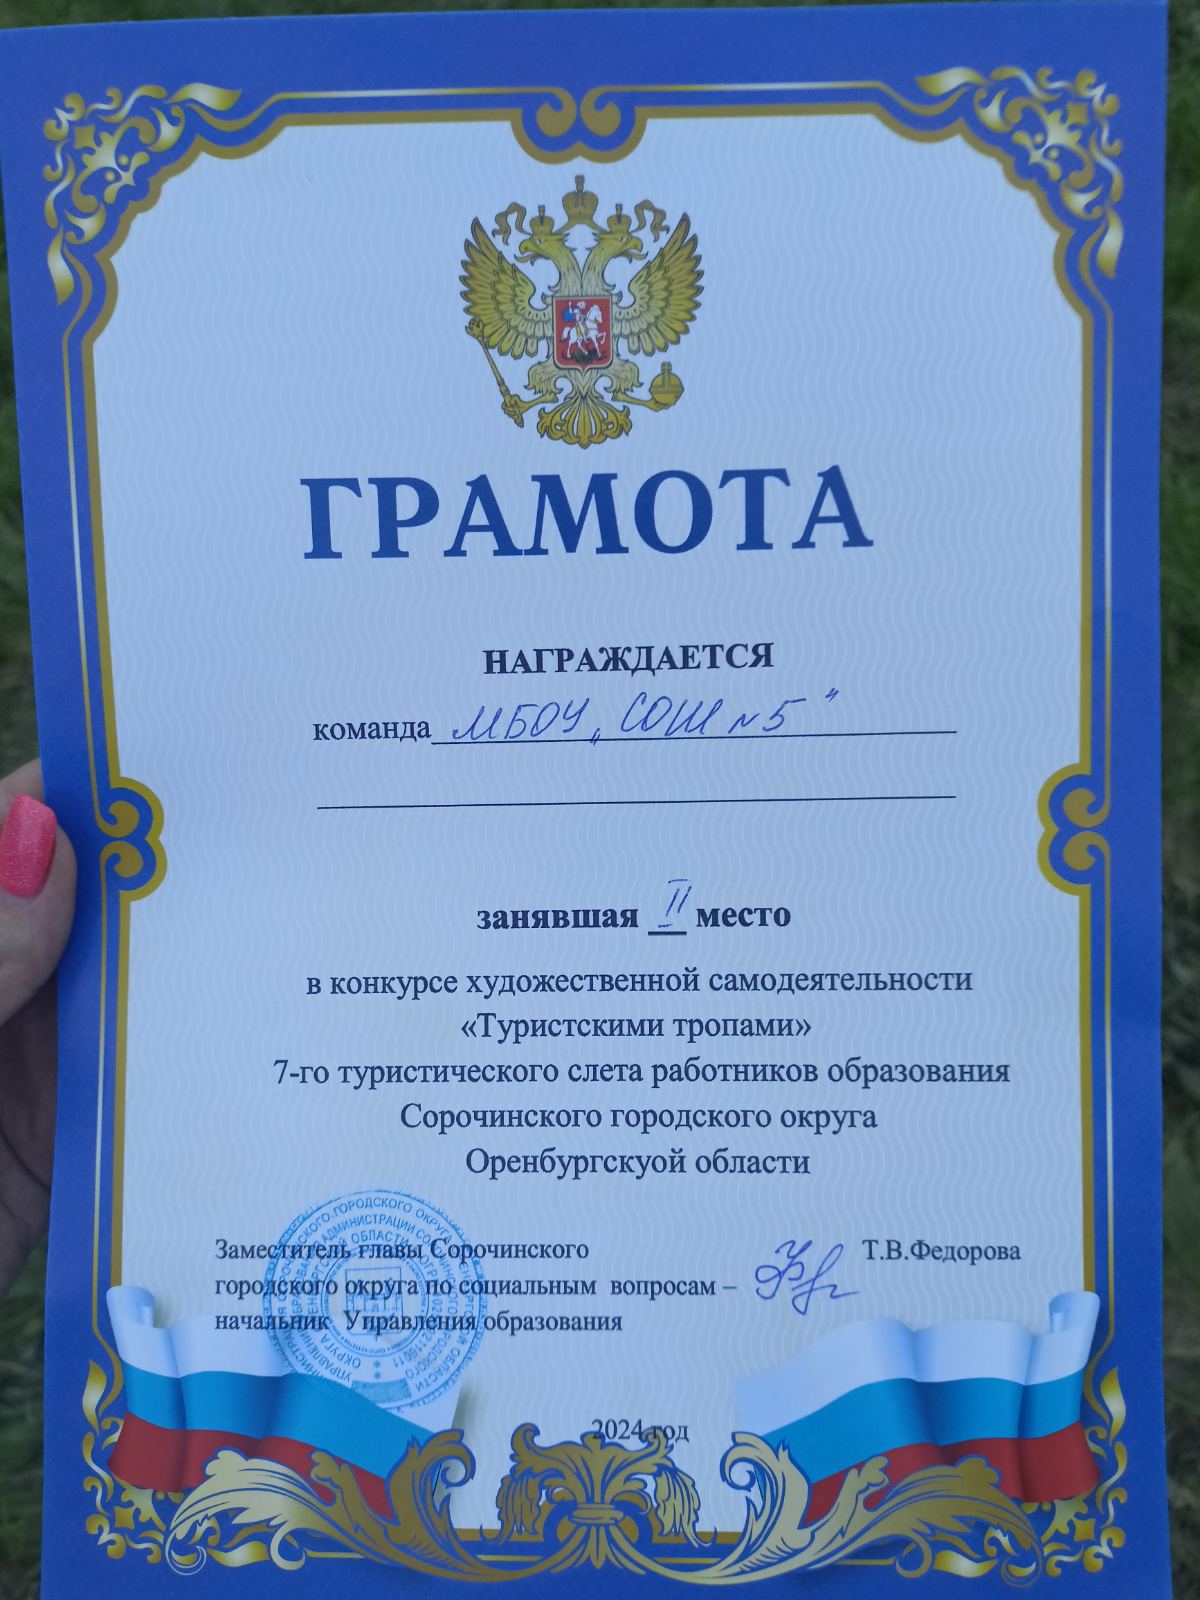 ГРАМОТА
НАГРАЖДАЕТСЯ
команда МБОУ „СОШ №5"
занявшая II место
в конкурсе художественной самодеятельности
«Туристскими тропами»
7-го туристического слета работников образования
Сорочинского городского округа
Оренбургскуой области
Заместитель главы Сорочинского
городского округа по социальным вопросам –
начальник Управления образования
Т.В.Федорова
2024 год